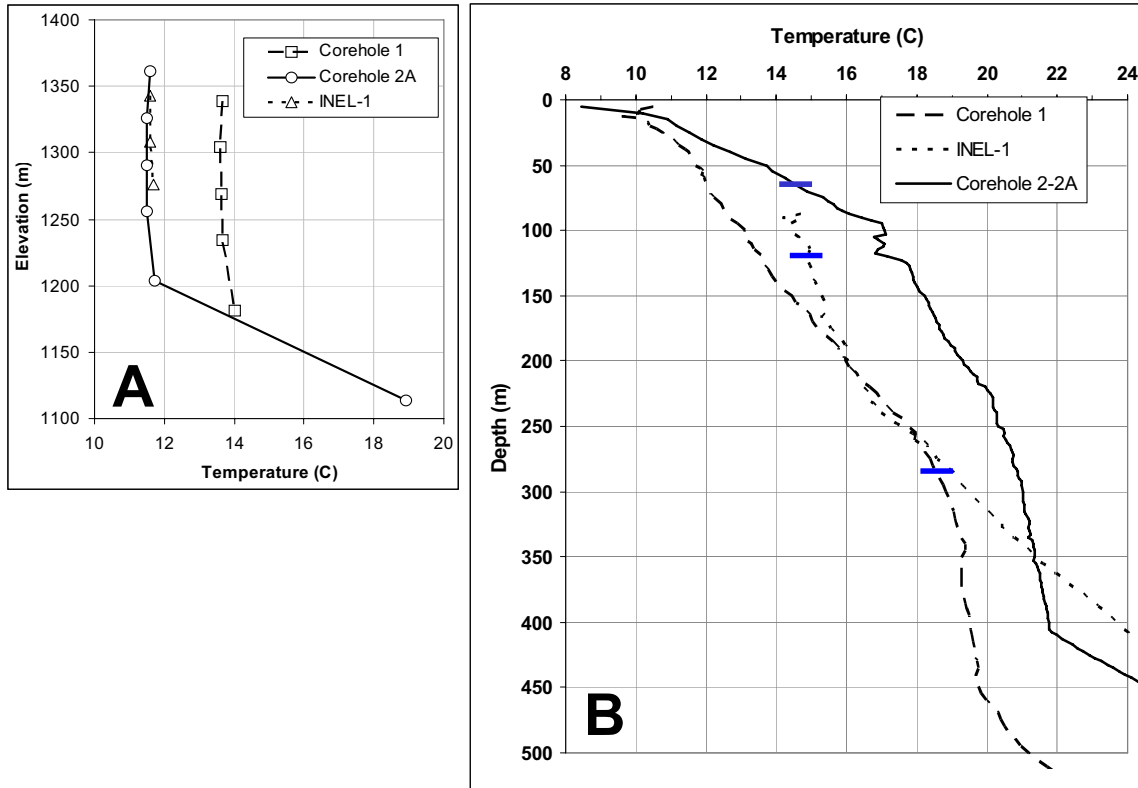 1400
1350
1300
1250
1200
1150
1100
Elevation (m)
10 12 14 16 18 20
Temperature (C)
Corehole 1
Corehole 2A
INEL-1
A
Temperature (C)
8 10 12 14 16 18 20 22 24
0
50
100
150
200
250
300
350
400
450
500
Depth (m)
Corehole 1
INEL-1
Corehole 2-2A
B